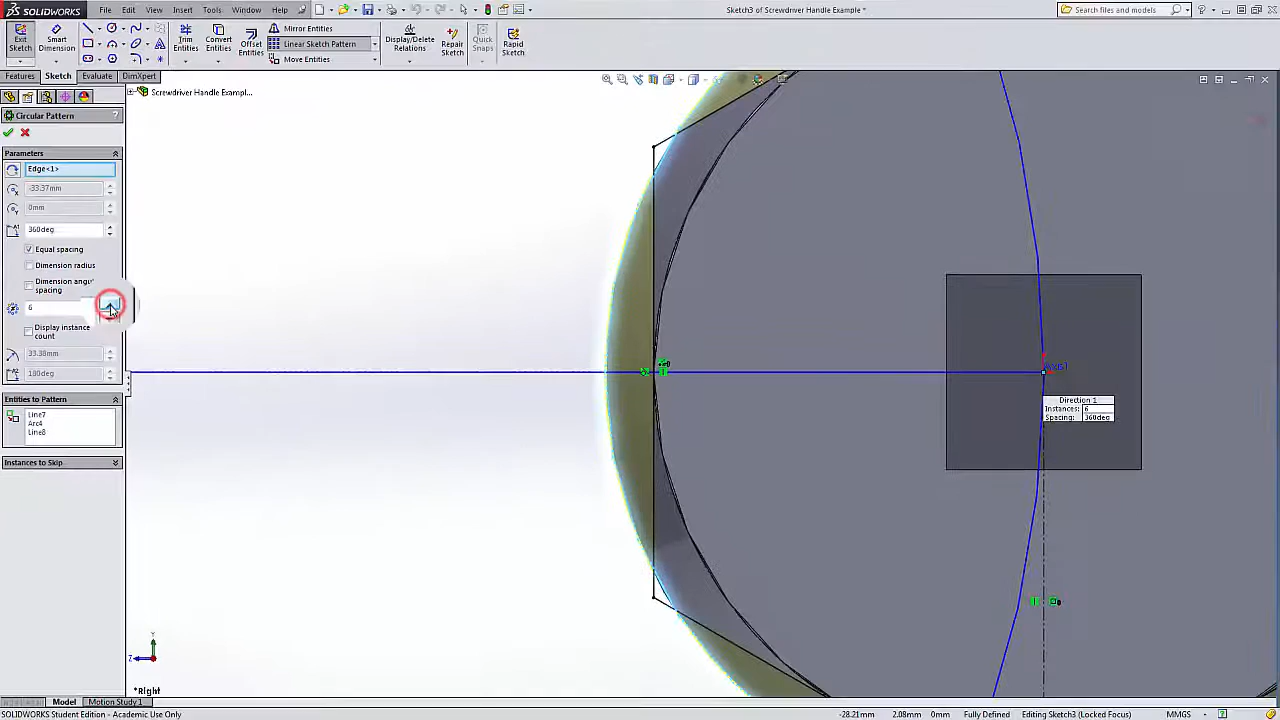 SOLIDWORKS
File Edit View Insert Tools Window Help
Sketch3 of Screwdriver Handle Example *
Search files and models
Exit Sketch
Smart Dimension
Trim Entities
Convert Entities
Offset Entities
Mirror Entities
Linear Sketch Pattern
Move Entities
Display/Delete Relations
Repair Sketch
Quick Snaps
Rapid Sketch
Features Sketch Evaluate DimXpert
Screwdriver Handle Exampl...
Circular Pattern ?
Parameters
Edge<1>
-33.37mm
0mm
360deg
Equal spacing
Dimension radius
spacing
6
Display instance
count
33.38mm
180deg
Entities to Pattern
Line7
Arc4
Line8
Instances to Skip
Direction 1
Instances: 6
Spacing: 360deg
Y
Z
*Right
Model Motion Study 1
SOLIDWORKS Student Edition - Academic Use Only
-28.21mm 2.08mm 0mm Fully Defined Editing Sketch3 (Locked Focus) MMGS